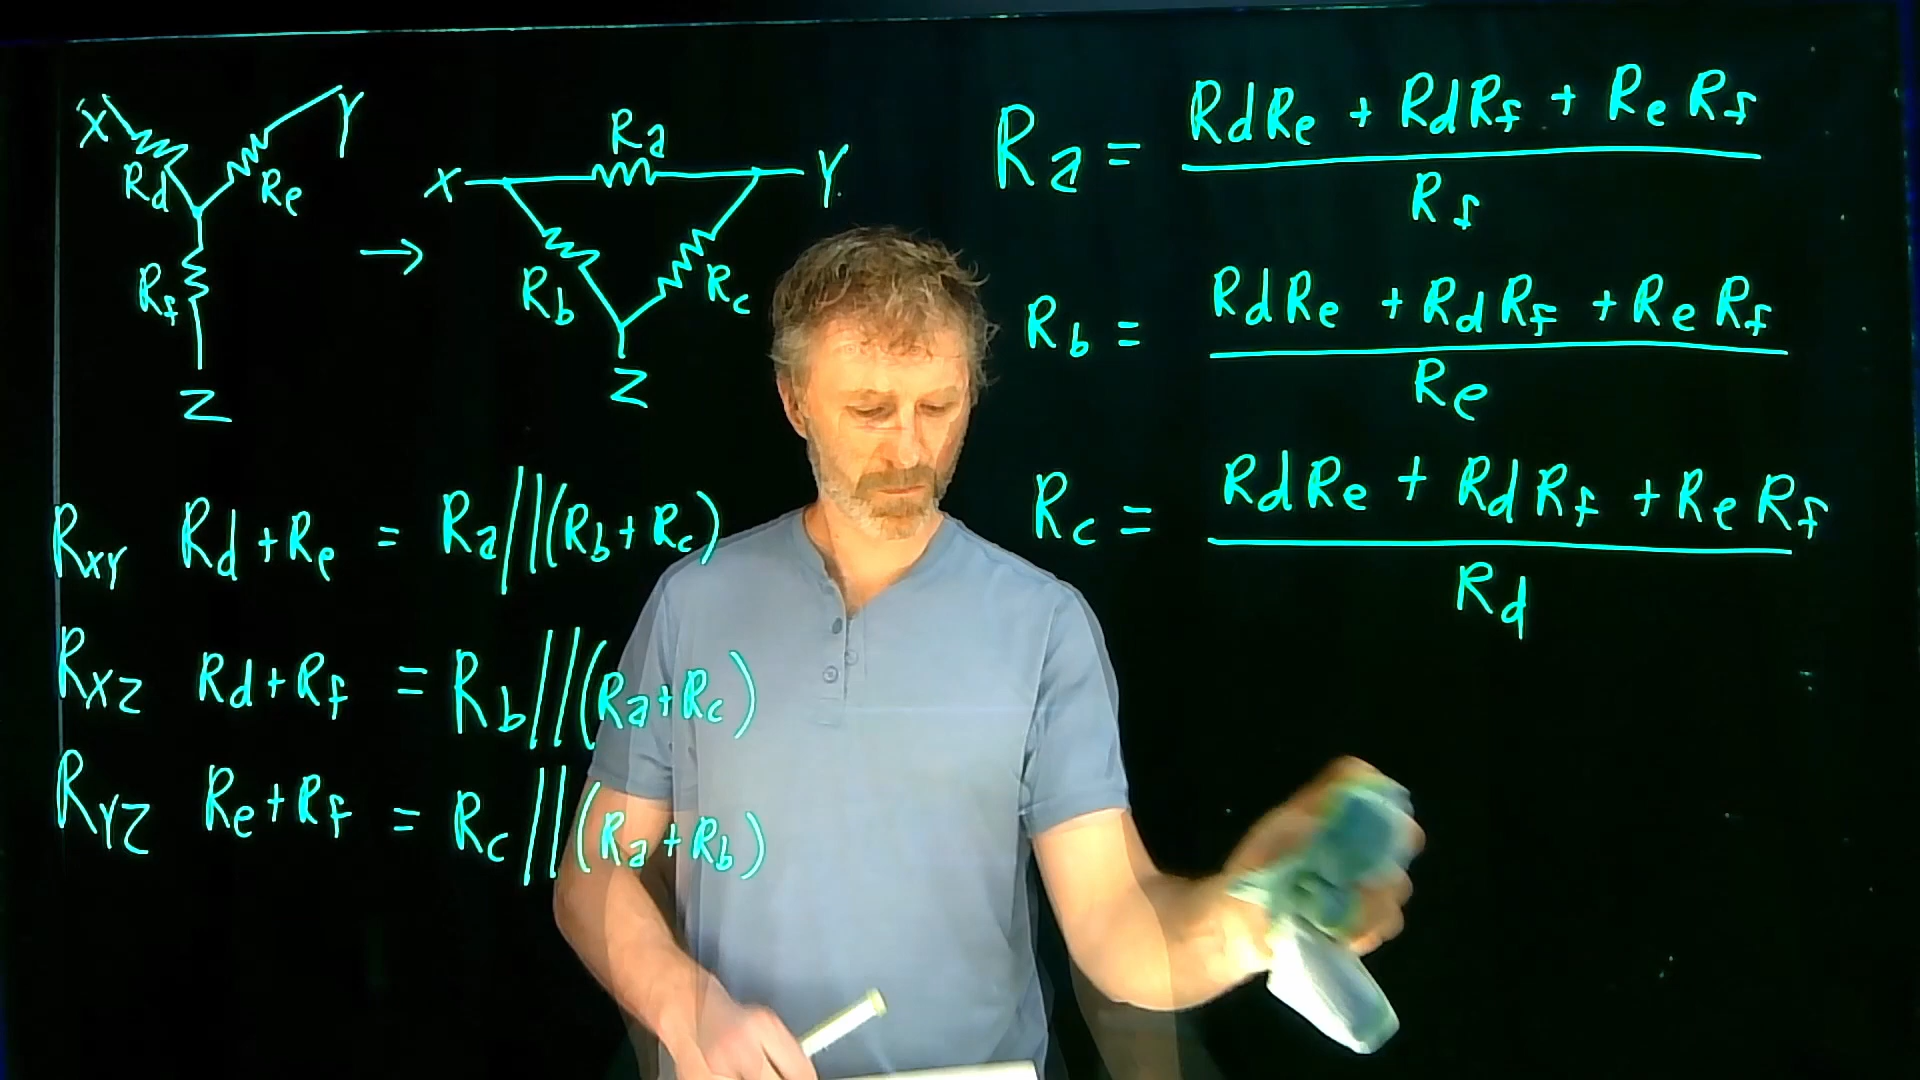 X Y
Rd Re
Rf
Z
→
Ra
X Y
Rb Rc
Z
Rxy Rd + Re = Ra//(Rb + Rc)
Rxz Rd + Rf = Rb//(Ra + Rc)
Ryz Re + Rf = Rc//(Ra + Rb)
Ra = RdRe + RdRf + ReRf
Rf
Rb = RdRe + RdRf + ReRf
Re
Rc = RdRe + RdRf + ReRf
Rd